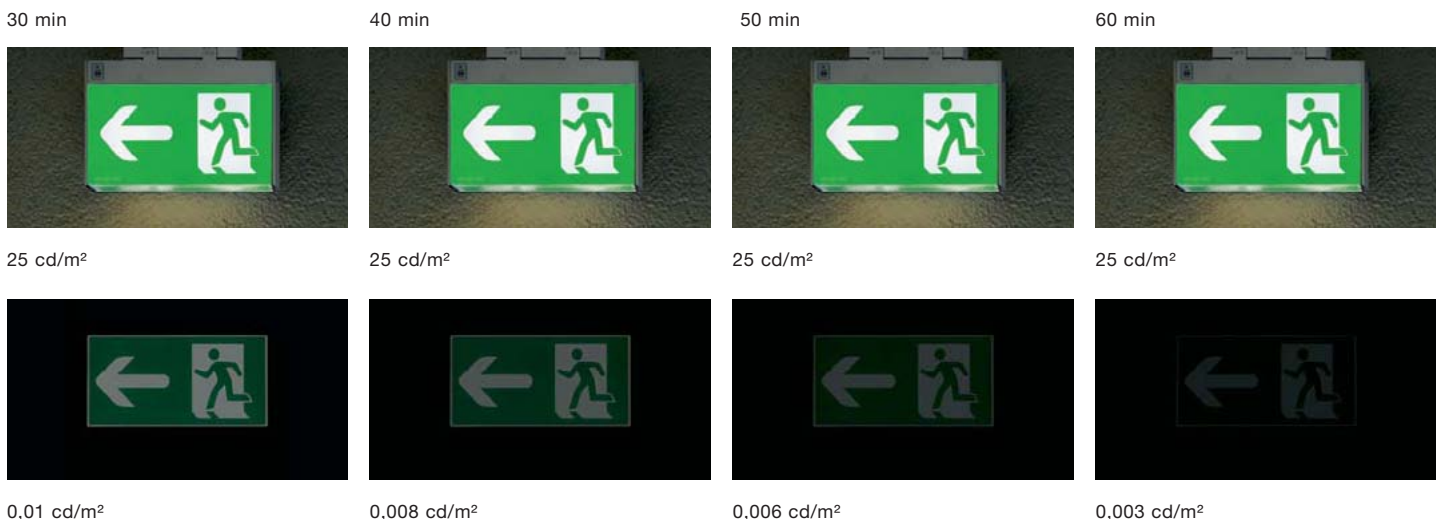 30 min
40 min
50 min
60 min
25 cd/m²
25 cd/m²
25 cd/m²
25 cd/m²
0,01 cd/m²
0,008 cd/m²
0,006 cd/m²
0,003 cd/m²